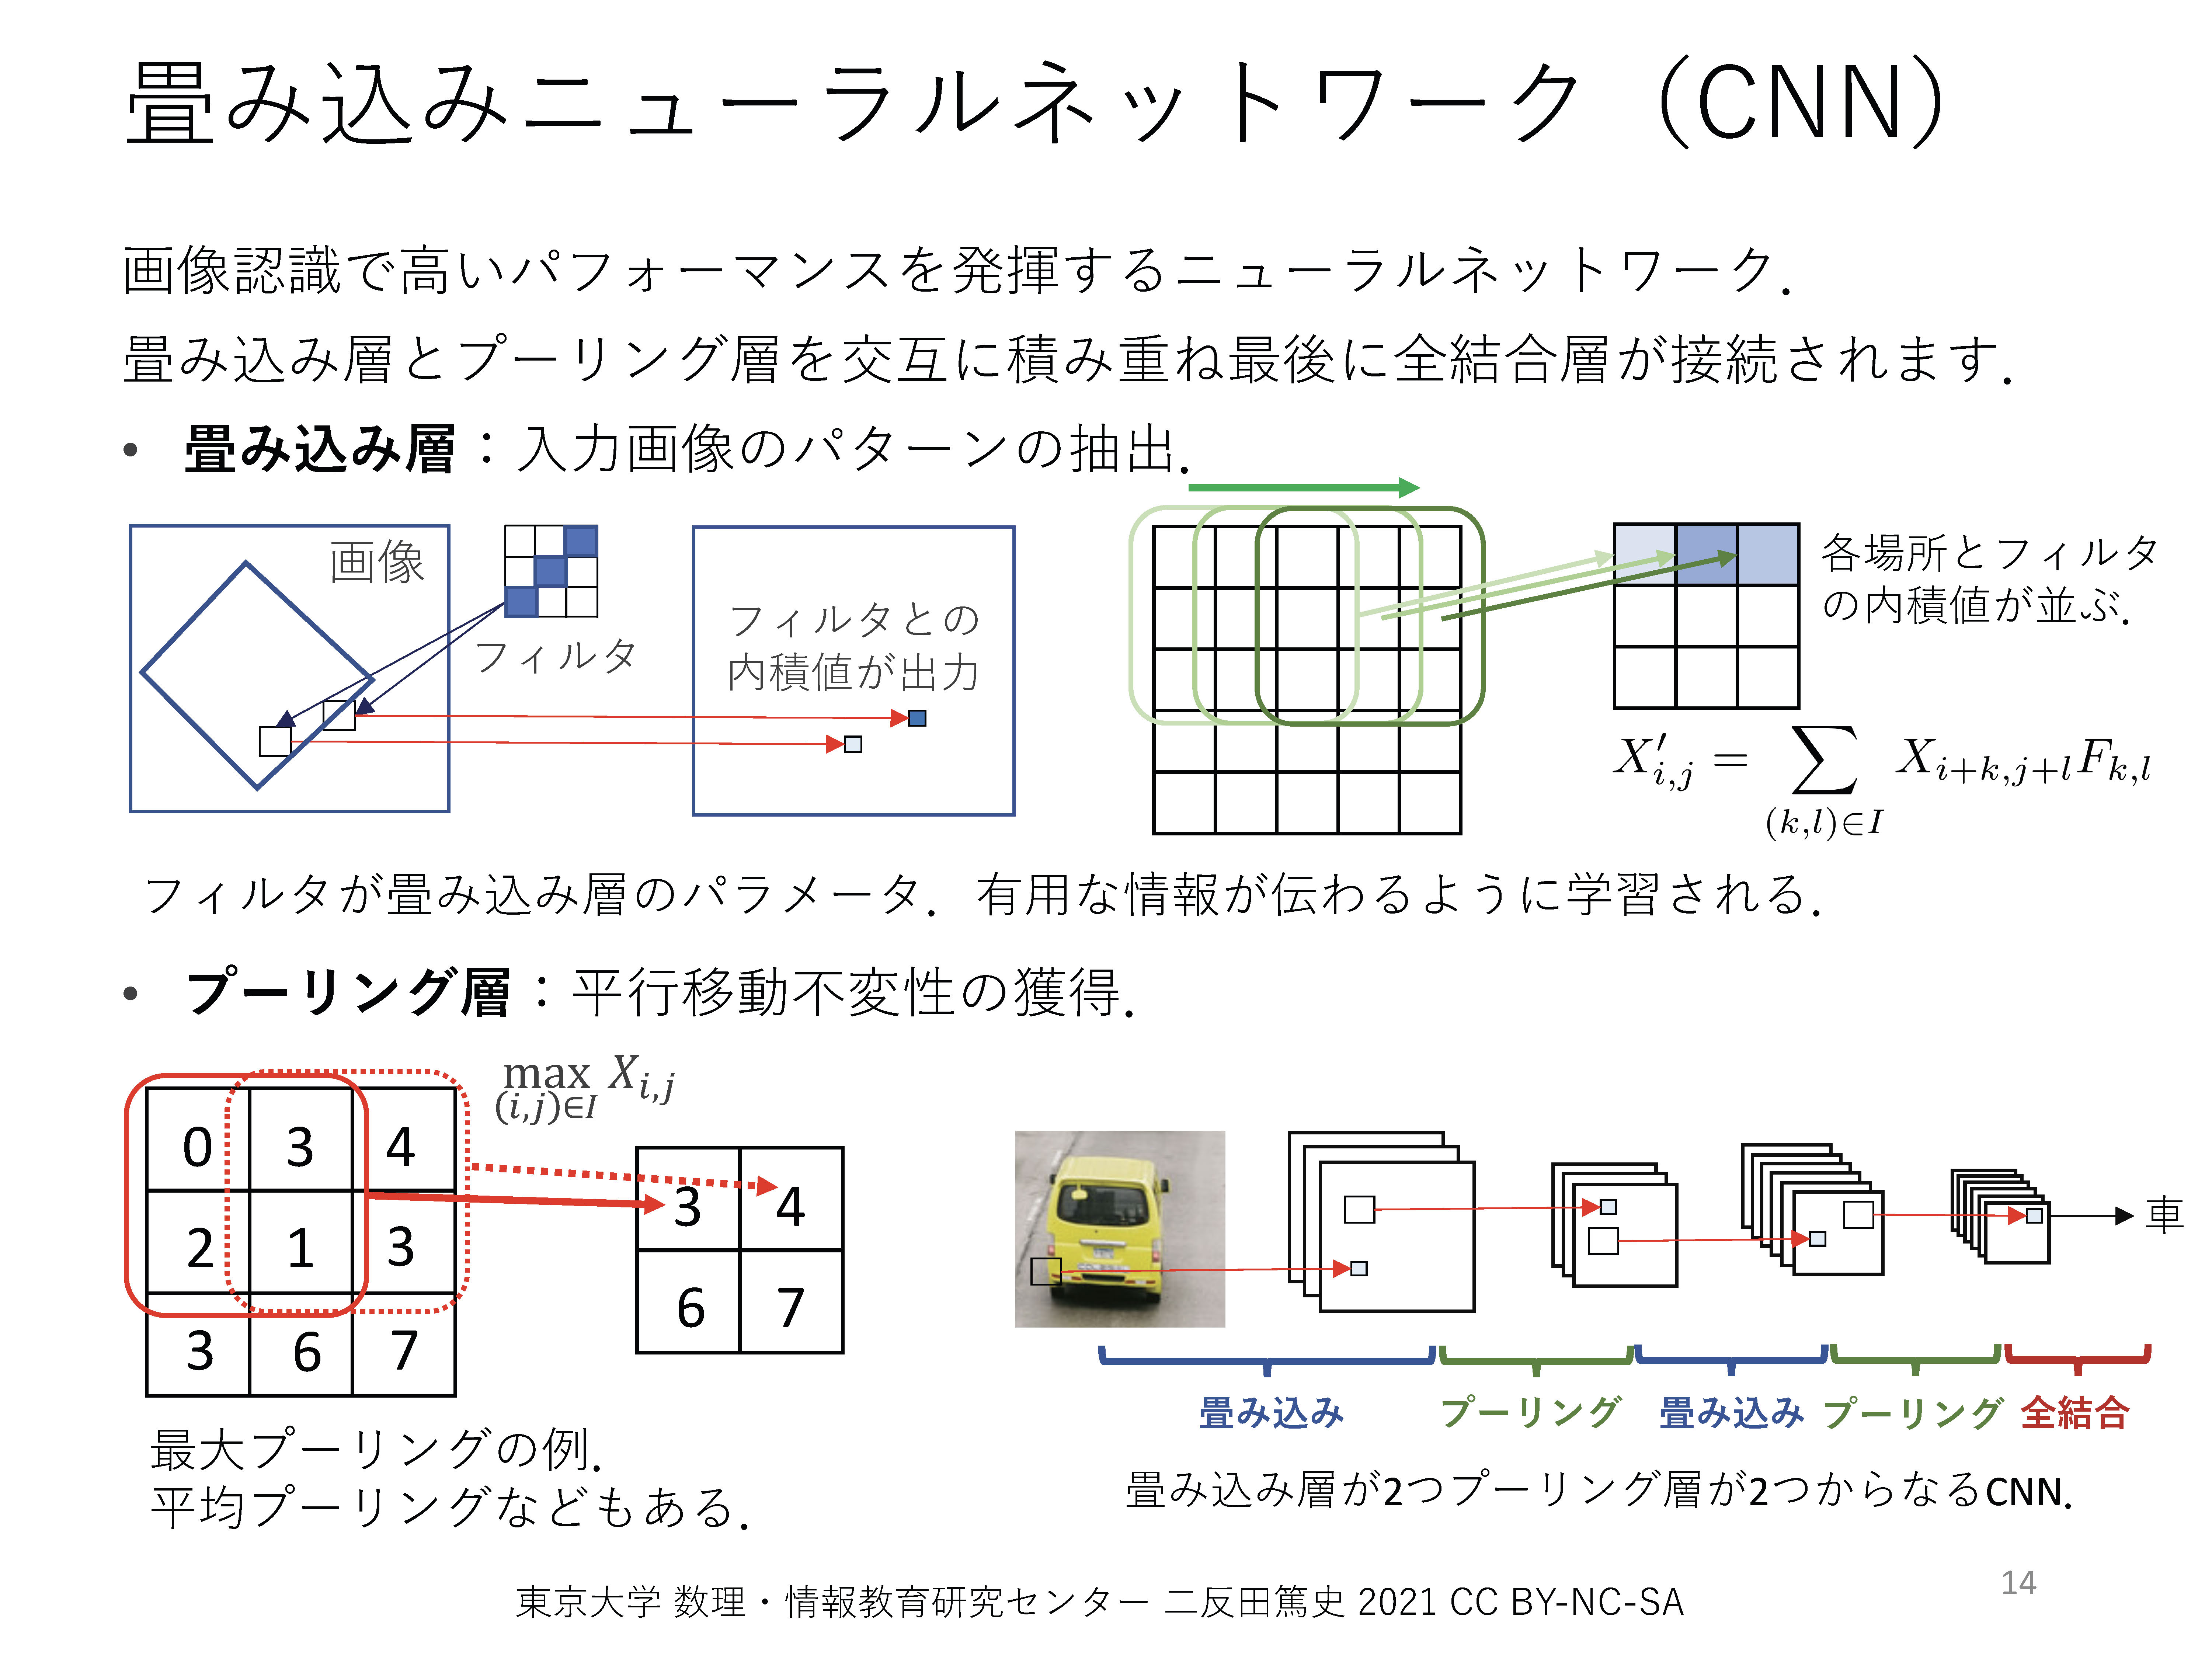 畳み込みニューラルネットワーク（CNN）
画像認識で高いパフォーマンスを発揮するニューラルネットワーク．
畳み込み層とプーリング層を交互に積み重ね最後に全結合層が接続されます．
• 畳み込み層：入力画像のパターンの抽出．
画像
フィルタ
フィルタとの
内積値が出力
各場所とフィルタ
の内積値が並ぶ．
X′_{i,j} = ∑_{(k,l)∈I} X_{i+k,j+l}F_{k,l}
フィルタが畳み込み層のパラメータ．有用な情報が伝わるように学習される．
• プーリング層：平行移動不変性の獲得．
max_{(i,j)∈I} X_{i,j}
0 3 4
2 1 3
3 6 7
3 4
6 7
最大プーリングの例．
平均プーリングなどもある．
車
畳み込み プーリング 畳み込み プーリング 全結合
畳み込み層が2つプーリング層が2つからなるCNN．
東京大学 数理・情報教育研究センター 二反田篤史 2021 CC BY-NC-SA
14